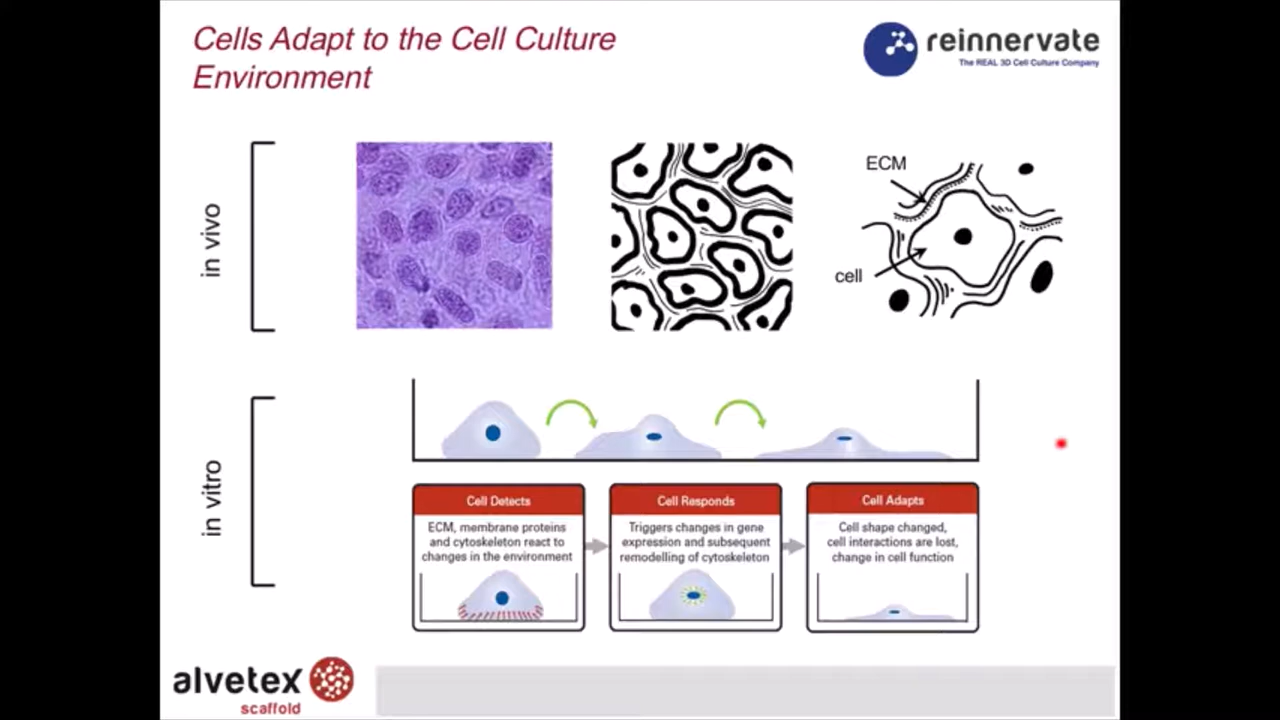 Cells Adapt to the Cell Culture
Environment
reinnervate
The REAL 3D Cell Culture Company
in vivo
ECM
cell
in vitro
Cell Detects
ECM, membrane proteins
and cytoskeleton react to
changes in the environment
Cell Responds
Triggers changes in gene
expression and subsequent
remodelling of cytoskeleton
Cell Adapts
Cell shape changed,
cell interactions are lost,
change in cell function
alvetex
scaffold